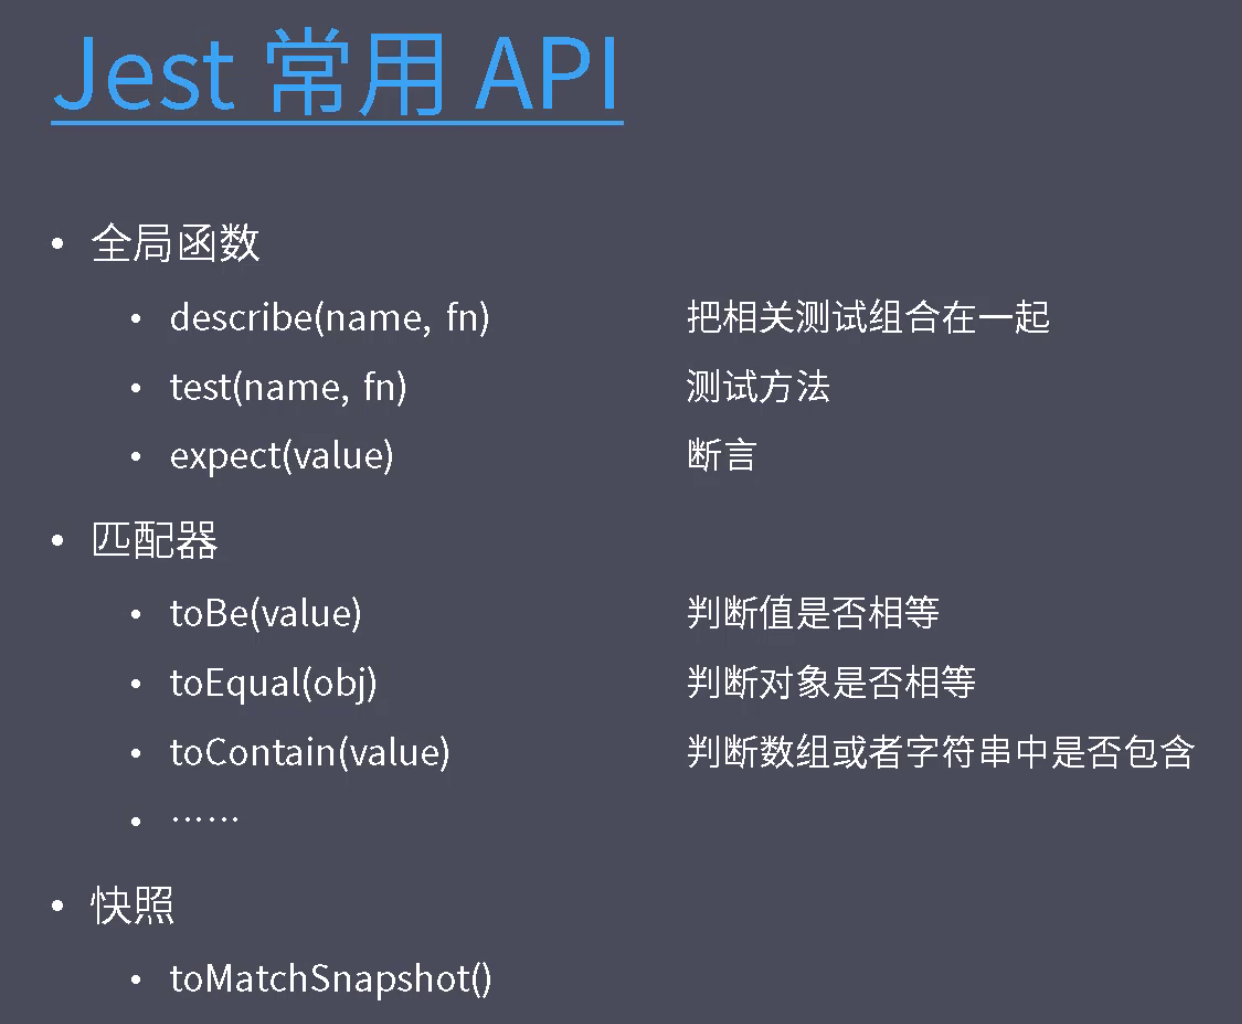 Jest 常用 API
• 全局函数
• describe(name, fn) 把相关测试组合在一起
• test(name, fn) 测试方法
• expect(value) 断言
• 匹配器
• toBe(value) 判断值是否相等
• toEqual(obj) 判断对象是否相等
• toContain(value) 判断数组或者字符串中是否包含
• ……
• 快照
• toMatchSnapshot()